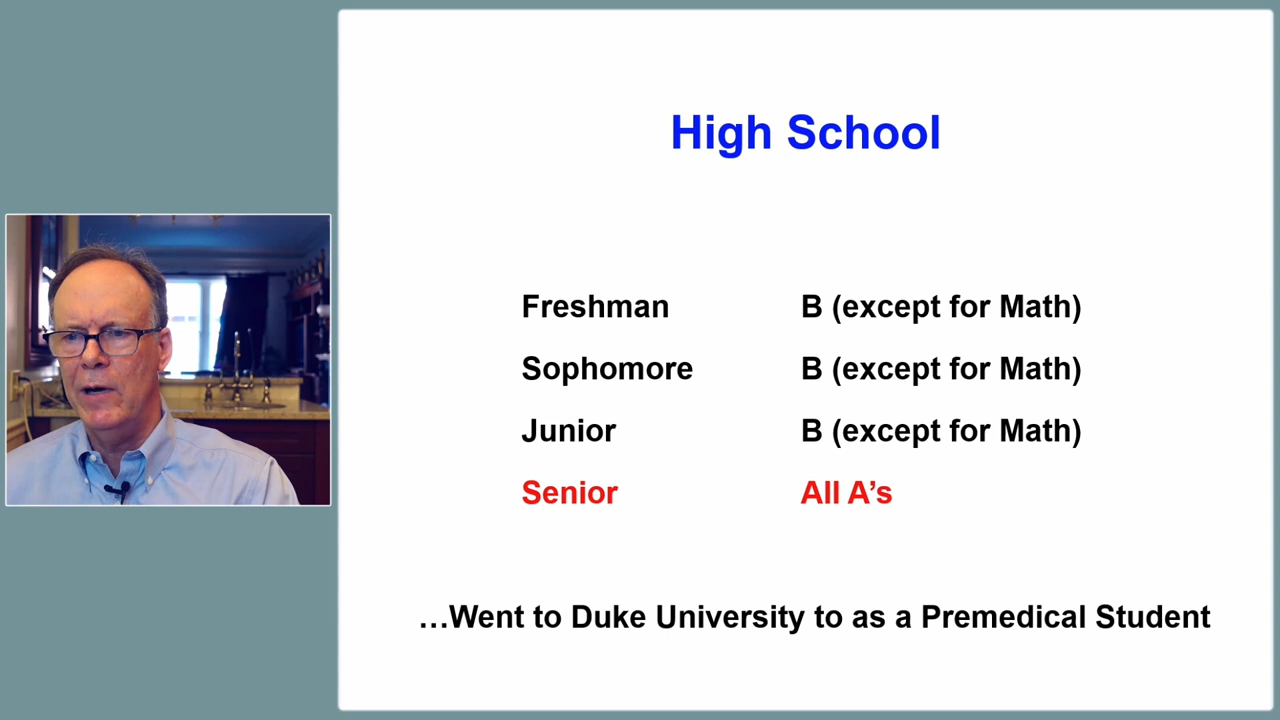 High School
Freshman B (except for Math)
Sophomore B (except for Math)
Junior B (except for Math)
Senior All A’s
…Went to Duke University to as a Premedical Student